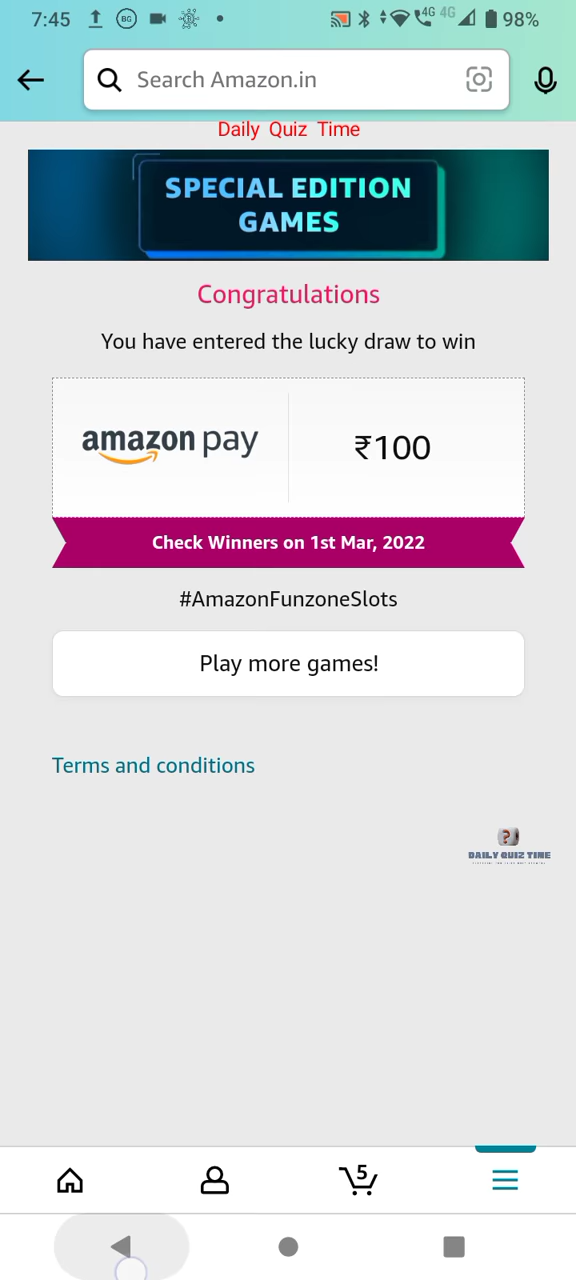 7:45
BG
4G 4G
98%
Search Amazon.in
Daily Quiz Time
SPECIAL EDITION
GAMES
Congratulations
You have entered the lucky draw to win
amazon pay
₹100
Check Winners on 1st Mar, 2022
#AmazonFunzoneSlots
Play more games!
Terms and conditions
?
DAILY QUIZ TIME
5